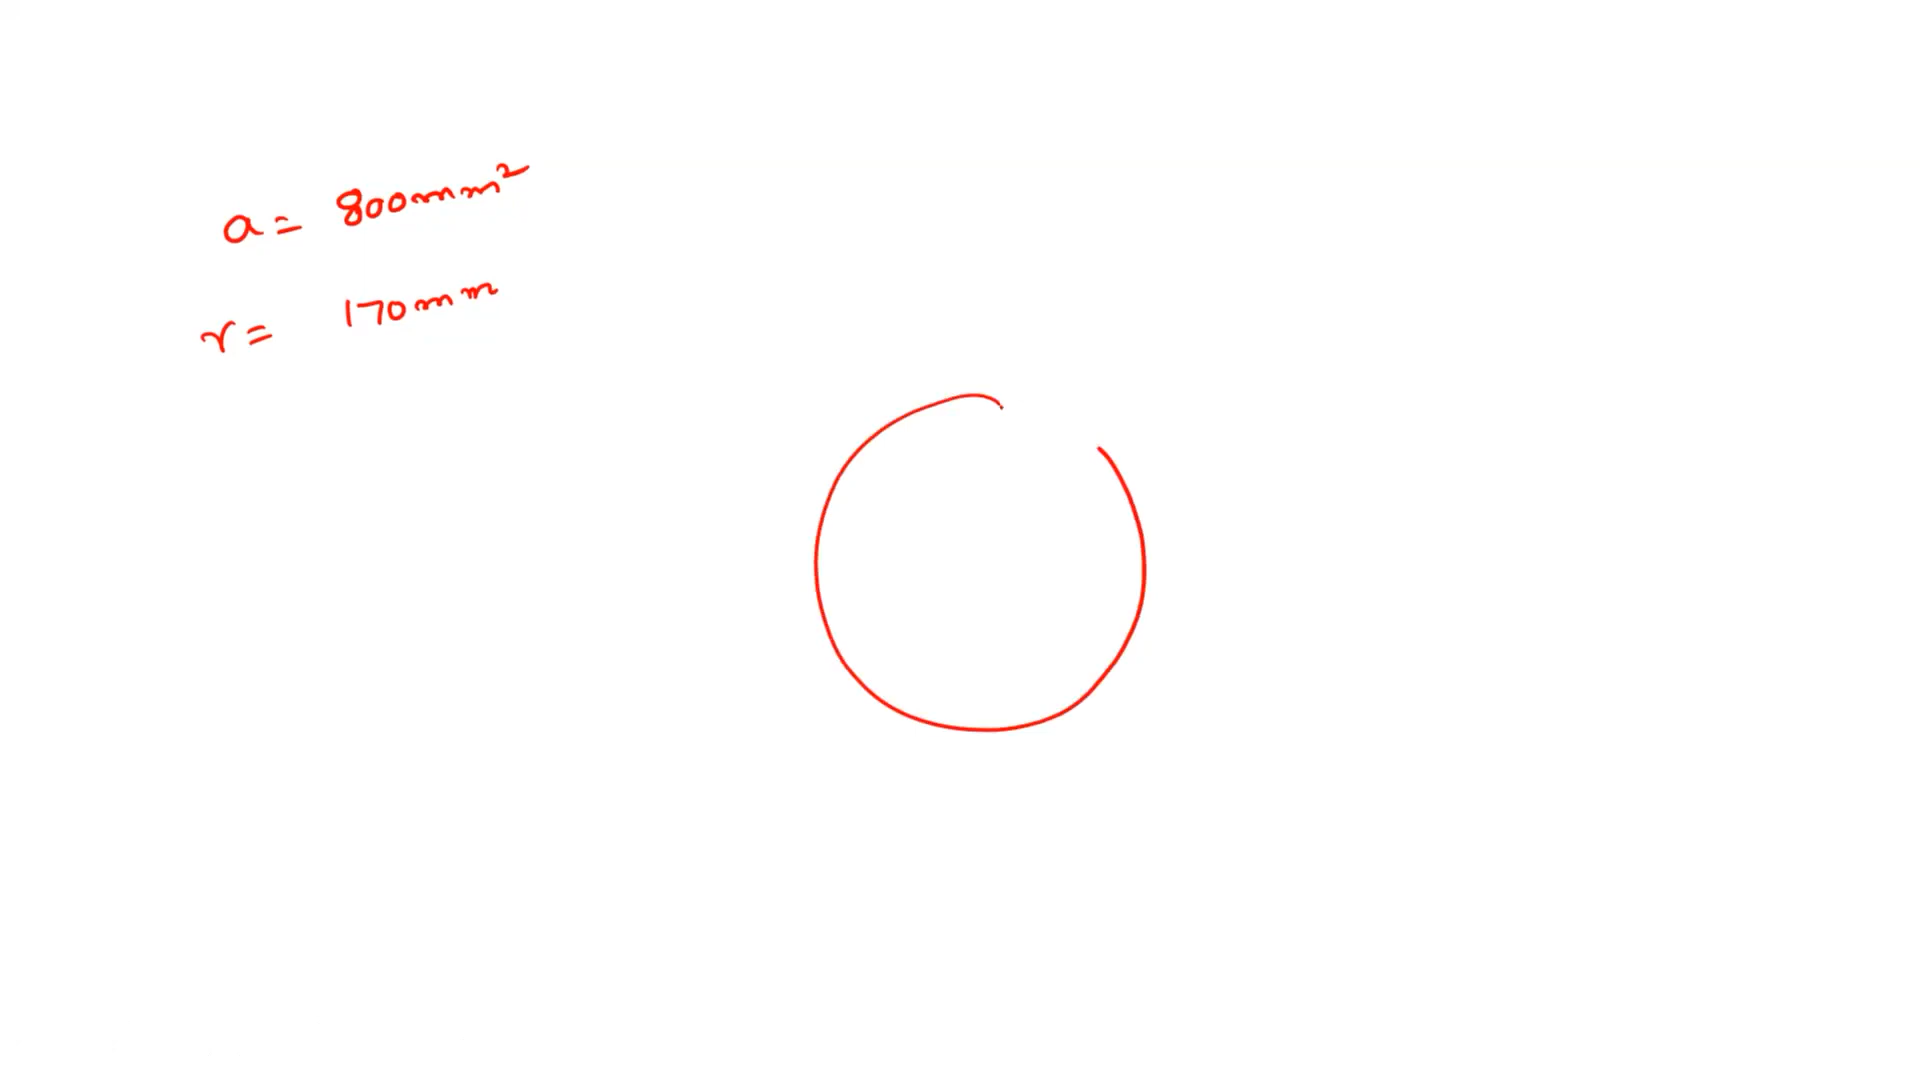 a = 800mm²
r = 170mm